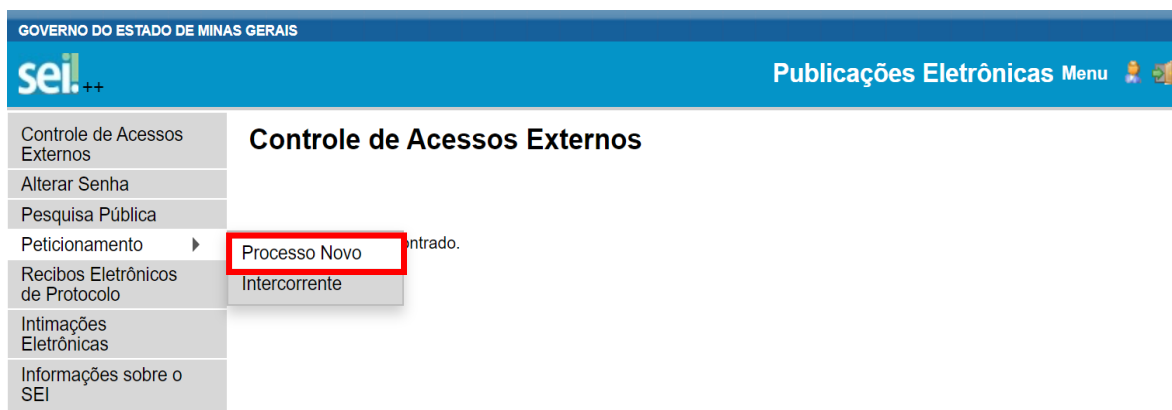 GOVERNO DO ESTADO DE MINAS GERAIS
sei! ++
Publicações Eletrônicas Menu
Controle de Acessos
Externos
Alterar Senha
Pesquisa Pública
Peticionamento
Recibos Eletrônicos
de Protocolo
Intimações
Eletrônicas
Informações sobre o
SEI
Controle de Acessos Externos
Processo Novo
Intercorrente
ontrado.